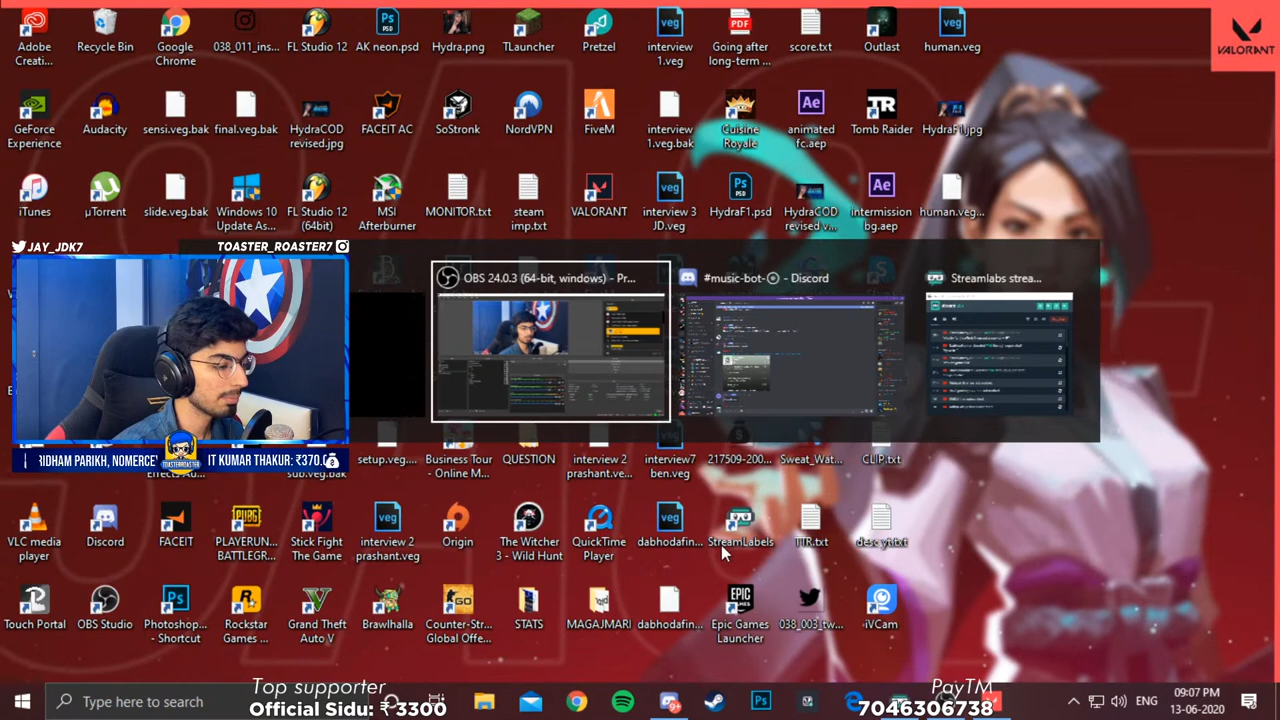 Adobe Creati...
Recycle Bin
Google Chrome
038_011_ins...
FL Studio 12
AK neon.psd
Hydra.png
TLauncher
Pretzel
interview 1.veg
Going after long-term ...
score.txt
Outlast
human.veg
VALORANT
GeForce Experience
Audacity
sensi.veg.bak
final.veg.bak
HydraCOD revised.jpg
FACEIT AC
SoStronk
NordVPN
FiveM
interview 1.veg.bak
Cuisine Royale
animated fc.aep
Tomb Raider
HydraF1.jpg
iTunes
µTorrent
slide.veg.bak
Windows 10 Update As...
FL Studio 12 (64bit)
MSI Afterburner
MONITOR.txt
steam imp.txt
VALORANT
interview 3 JD.veg
HydraF1.psd
HydraCOD revised v...
intermission bg.aep
human.veg...
JAY_JDK7
TOASTER_ROASTER7
OBS 24.0.3 (64-bit, windows) - Pr...
#music-bot- - Discord
Streamlabs strea...
RIDHAM PARIKH, NOMERCY
TOASTERROASTER
IT KUMAR THAKUR: ₹370.0
sub.veg.bak
setup.veg....
Business Tour - Online M...
QUESTION
interview 2 prashant.ve...
interview7 ben.veg
217509-200...
Sweat_Wat...
CLIP.txt
VLC media player
Discord
FACEIT
PLAYERUN... BATTLEGR...
Stick Fight The Game
interview 2 prashant.veg
Origin
The Witcher 3 - Wild Hunt
QuickTime Player
dabhodafin...
StreamLabels
TTR.txt
desc yt.txt
Touch Portal
OBS Studio
Photoshop... - Shortcut
Rockstar Games ...
Grand Theft Auto V
Brawlhalla
Counter-Str... Global Offe...
STATS
MAGAJMARI
dabhodafin...
Epic Games Launcher
038_003_tw...
iVCam
Top supporter
Official Sidu: ₹ 3300
PayTM
7046306738
Type here to search
ENG
09:07 PM
13-06-2020